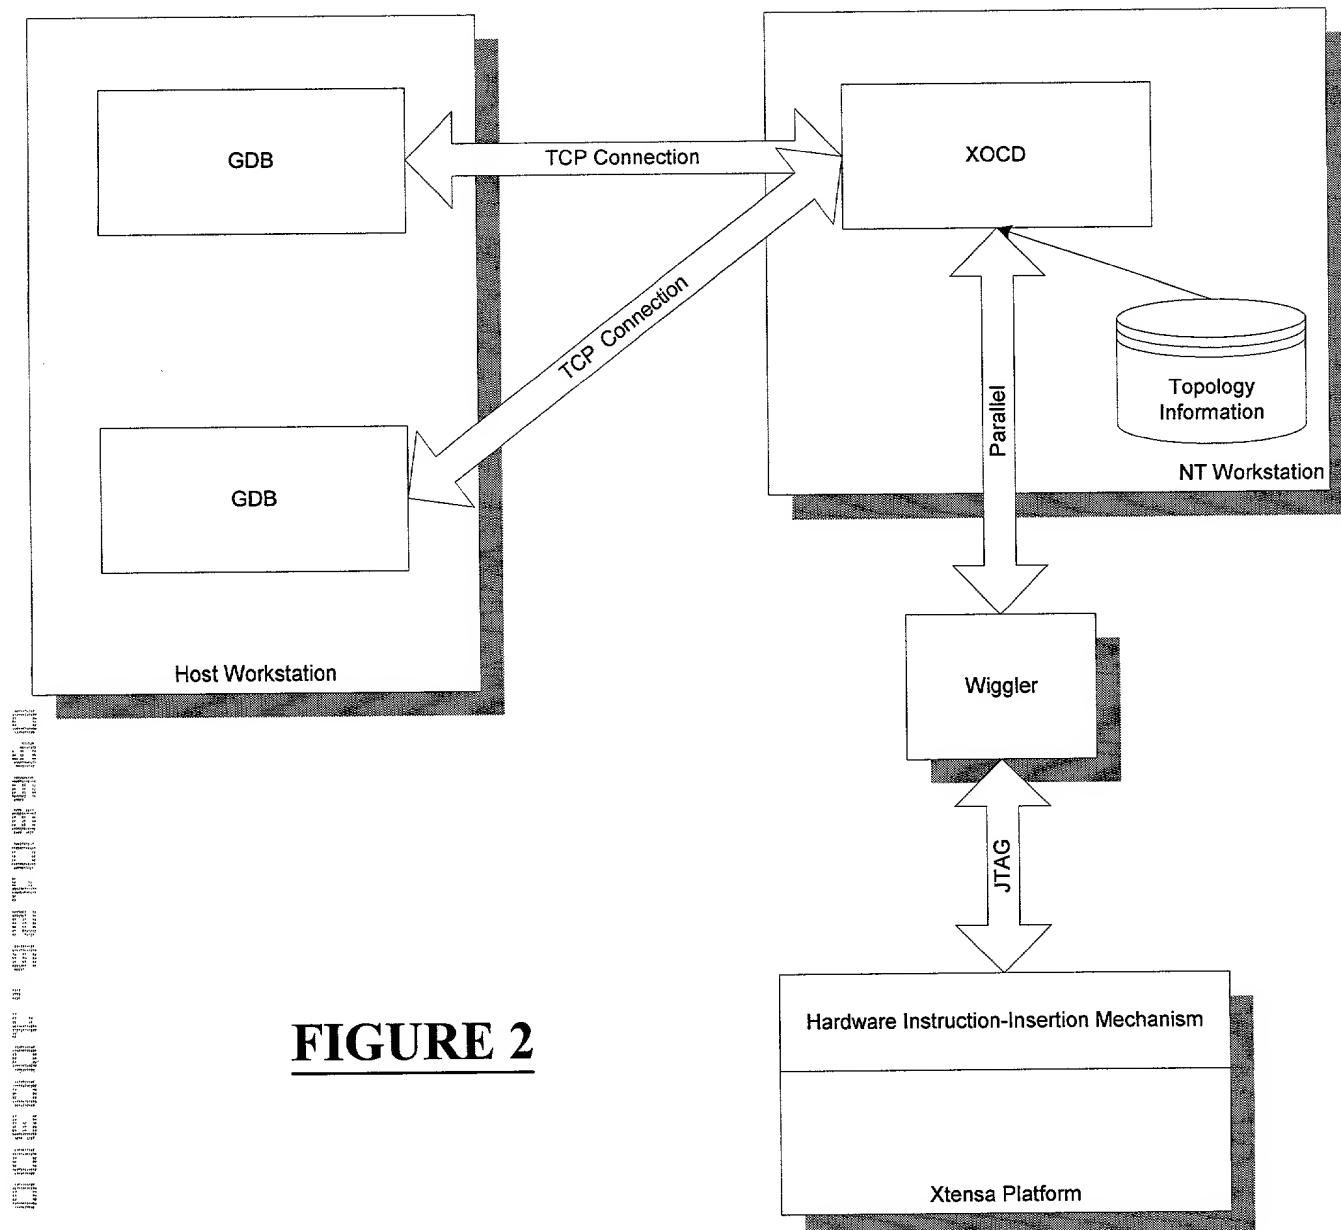 GDB
TCP Connection
XOCD
TCP Connection
Topology
Information
Parallel
NT Workstation
GDB
Host Workstation
Wiggler
JTAG
Hardware Instruction-Insertion Mechanism
FIGURE 2
Xtensa Platform